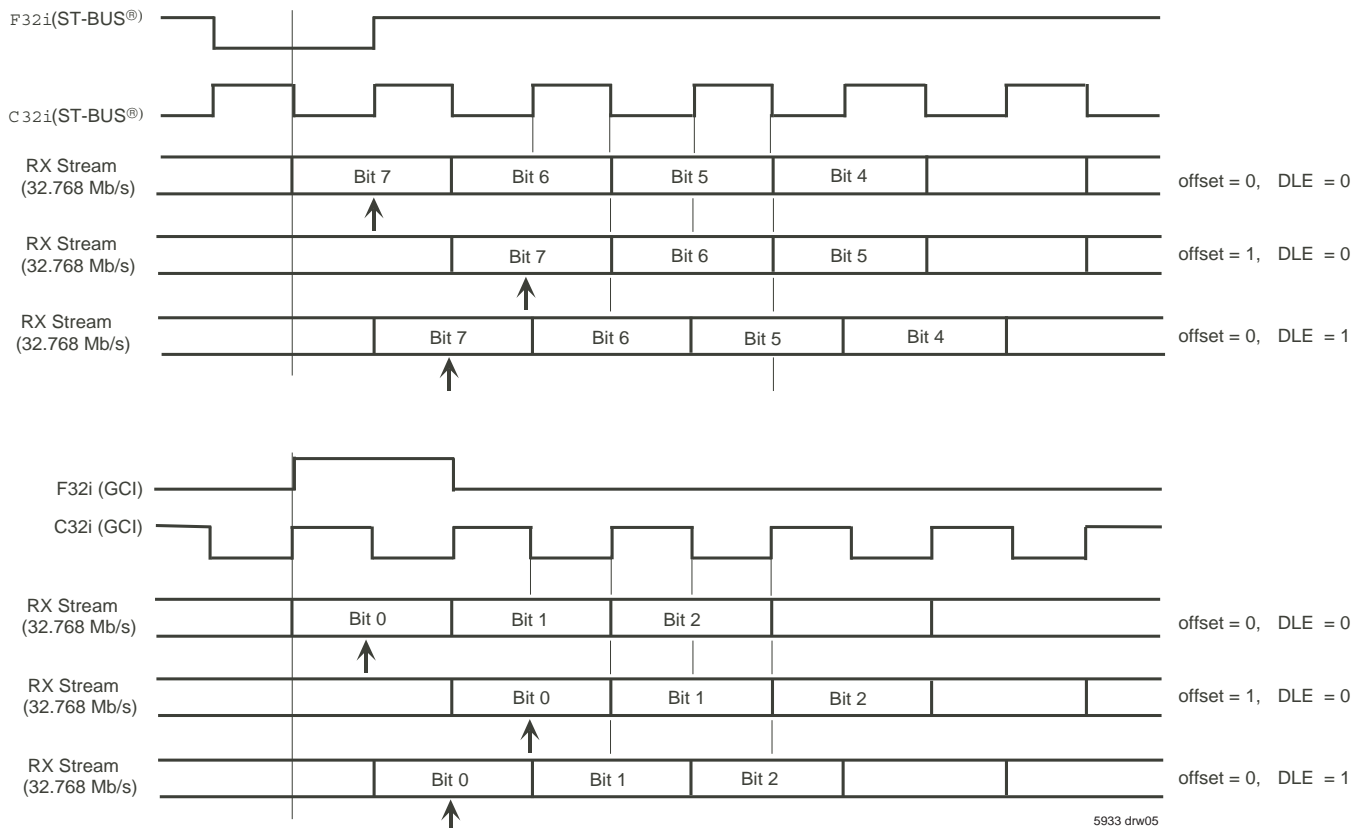 F32i(ST-BUS®)
C32i(ST-BUS®)
RX Stream
(32.768 Mb/s)
Bit 7 Bit 6 Bit 5 Bit 4
offset = 0, DLE = 0
RX Stream
(32.768 Mb/s)
Bit 7 Bit 6 Bit 5
offset = 1, DLE = 0
RX Stream
(32.768 Mb/s)
Bit 7 Bit 6 Bit 5 Bit 4
offset = 0, DLE = 1
F32i (GCI)
C32i (GCI)
RX Stream
(32.768 Mb/s)
Bit 0 Bit 1 Bit 2
offset = 0, DLE = 0
RX Stream
(32.768 Mb/s)
Bit 0 Bit 1 Bit 2
offset = 1, DLE = 0
RX Stream
(32.768 Mb/s)
Bit 0 Bit 1 Bit 2
offset = 0, DLE = 1
5933 drw05